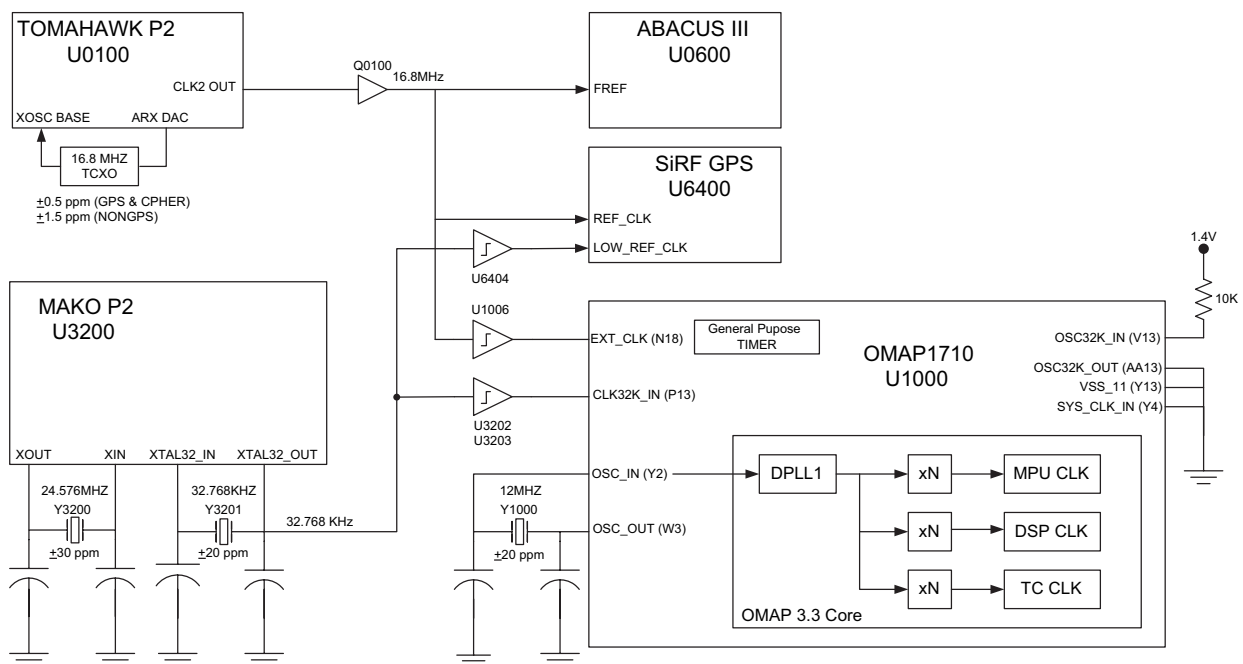 TOMAHAWK P2
U0100
CLK2 OUT
XOSC BASE
ARX DAC
16.8 MHZ
TCXO
±0.5 ppm (GPS & CPHER)
±1.5 ppm (NONGPS)
Q0100
16.8MHz
ABACUS III
U0600
FREF
SiRF GPS
U6400
REF_CLK
LOW_REF_CLK
U6404
MAKO P2
U3200
XOUT
XIN
XTAL32_IN
XTAL32_OUT
24.576MHZ
Y3200
±30 ppm
32.768KHZ
Y3201
±20 ppm
32.768 KHz
U1006
U3202
U3203
12MHZ
Y1000
±20 ppm
EXT_CLK (N18)
General Pupose
TIMER
CLK32K_IN (P13)
OSC_IN (Y2)
OSC_OUT (W3)
OMAP1710
U1000
1.4V
10K
OSC32K_IN (V13)
OSC32K_OUT (AA13)
VSS_11 (Y13)
SYS_CLK_IN (Y4)
DPLL1
xN
MPU CLK
xN
DSP CLK
xN
TC CLK
OMAP 3.3 Core